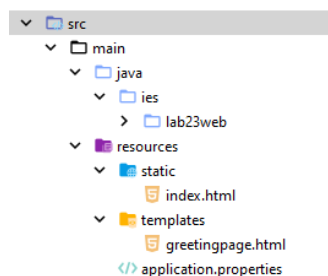 src
main
java
ies
lab23web
resources
static
index.html
templates
greetingpage.html
application.properties